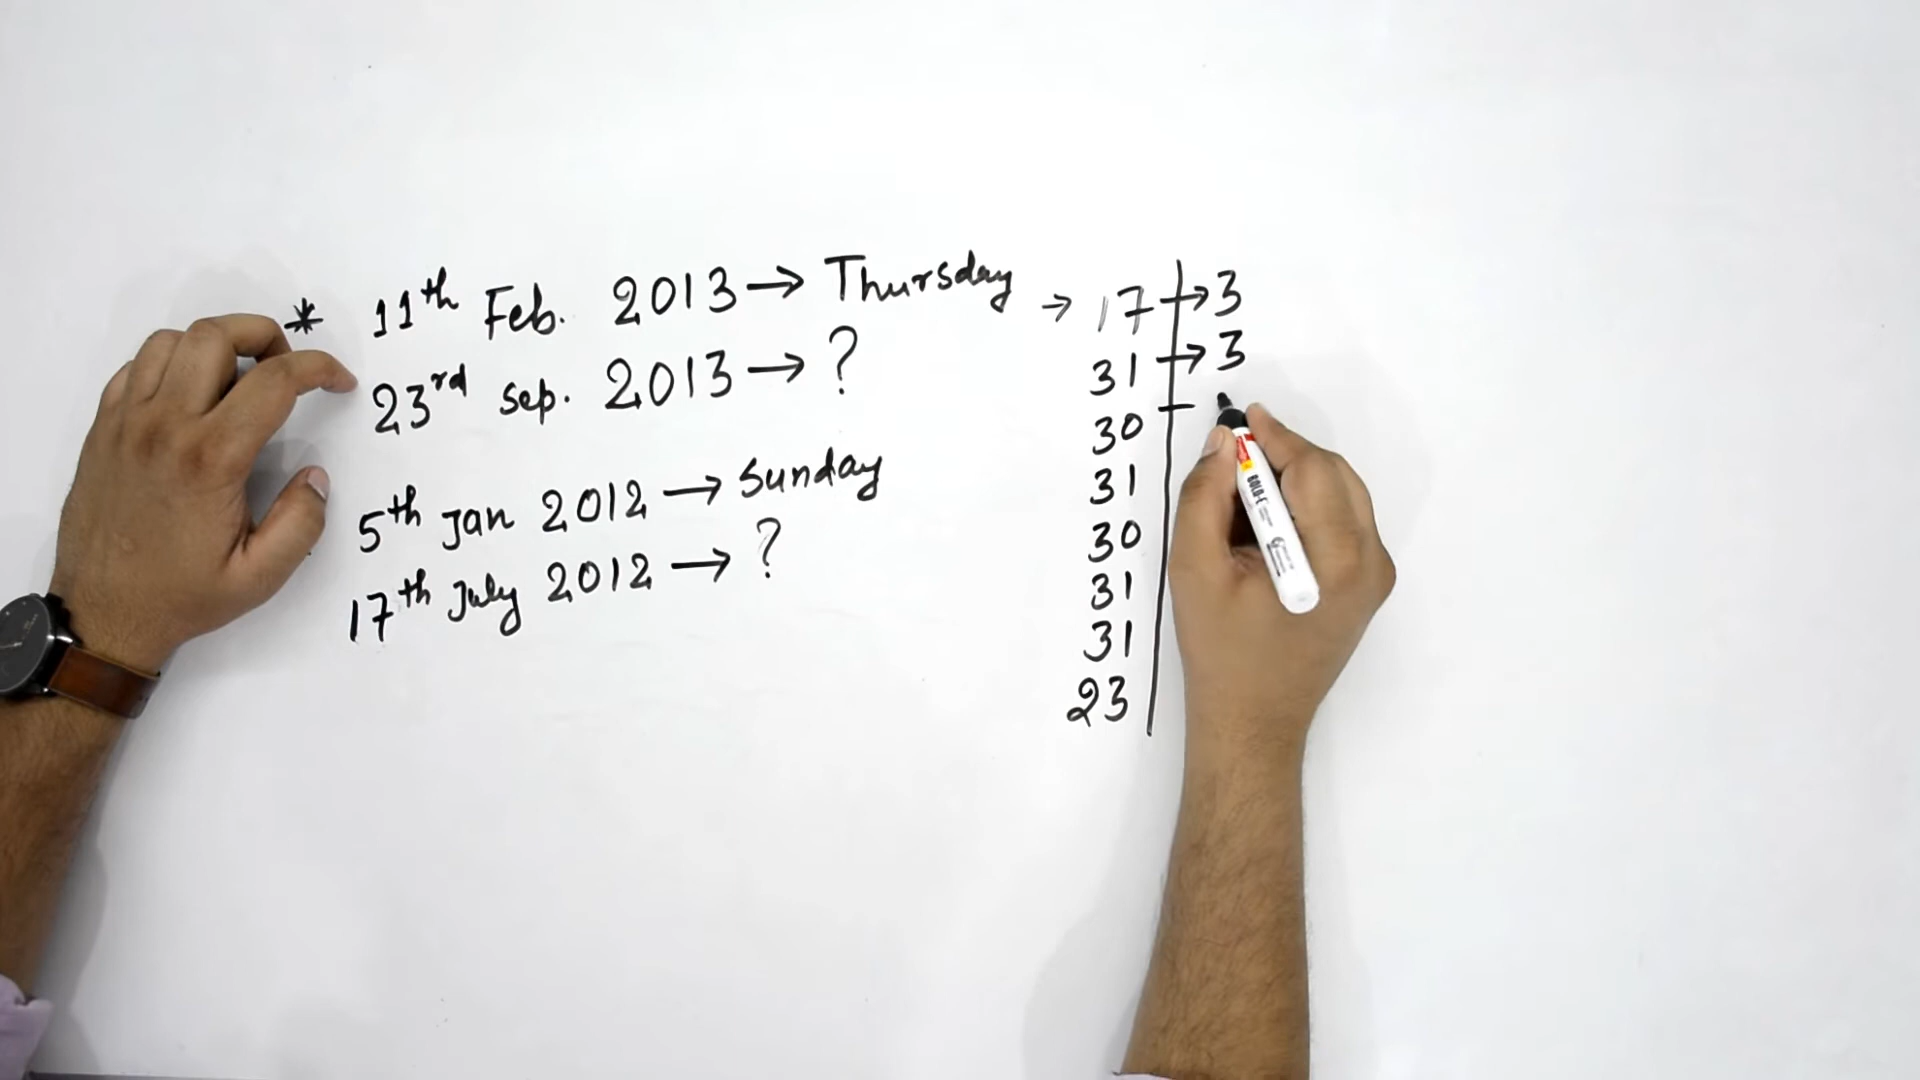 * 11th Feb. 2013 → Thursday
23rd sep. 2013 → ?
5th Jan 2012 → Sunday
17th July 2012 → ?
→ 17 → 3
31 → 3
30
31
30
31
31
23